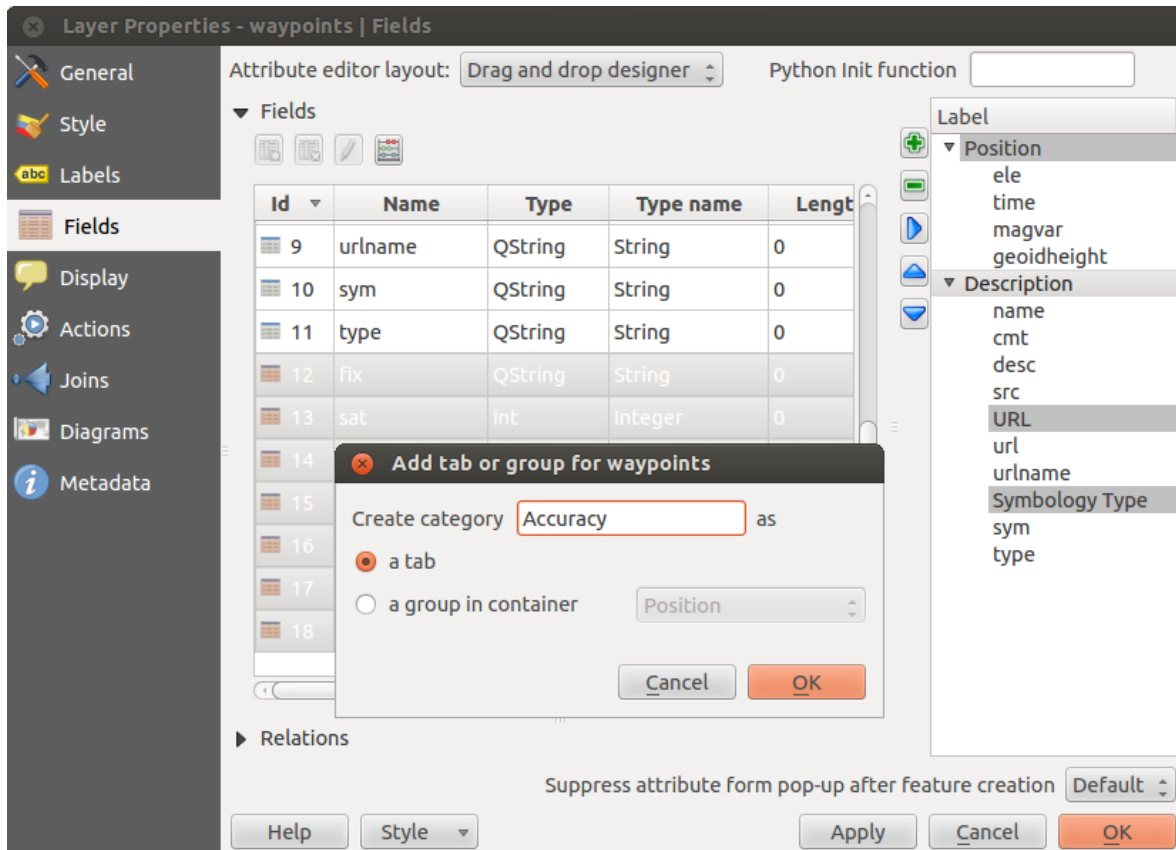 Layer Properties - waypoints | Fields
General
Style
Labels
Fields
Display
Actions
Joins
Diagrams
Metadata
Attribute editor layout: Drag and drop designer Python Init function
Fields
Id Name Type Type name Lengt
9 urlname QString String 0
10 sym QString String 0
11 type QString String 0
12 fix QString String 0
13 sat int Integer 0
14
15
16
17
18
Add tab or group for waypoints
Create category Accuracy as
a tab
a group in container Position
Cancel OK
Relations
Label
Position
ele
time
magvar
geoidheight
Description
name
cmt
desc
src
URL
url
urlname
Symbology Type
sym
type
Suppress attribute form pop-up after feature creation Default
Help Style Apply Cancel OK
abc